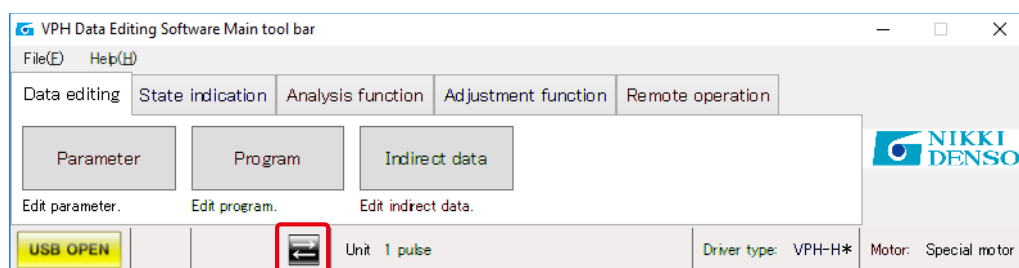 VPH Data Editing Software Main tool bar
File(F) Help(H)
Data editing State indication Analysis function Adjustment function Remote operation
Parameter Program Indirect data
NIKKI
DENSO
Edit parameter. Edit program. Edit indirect data.
USB OPEN Unit 1 pulse Driver type: VPH-H* Motor: Special motor